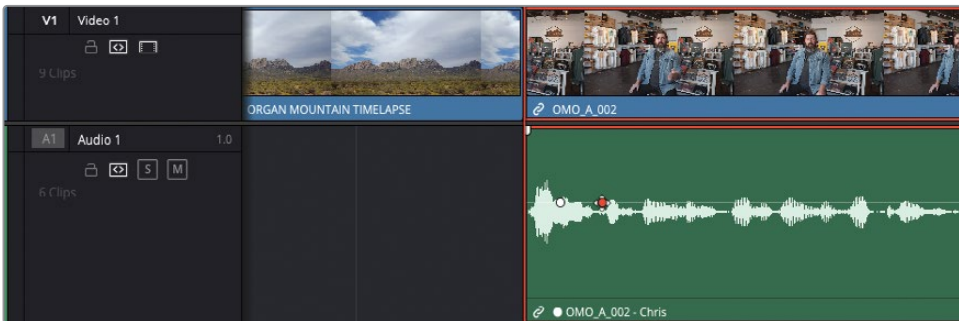 V1 Video 1
9 Clips
ORGAN MOUNTAIN TIMELAPSE
OMO_A_002
A1 Audio 1 1.0
S M
6 Clips
OMO_A_002 - Chris